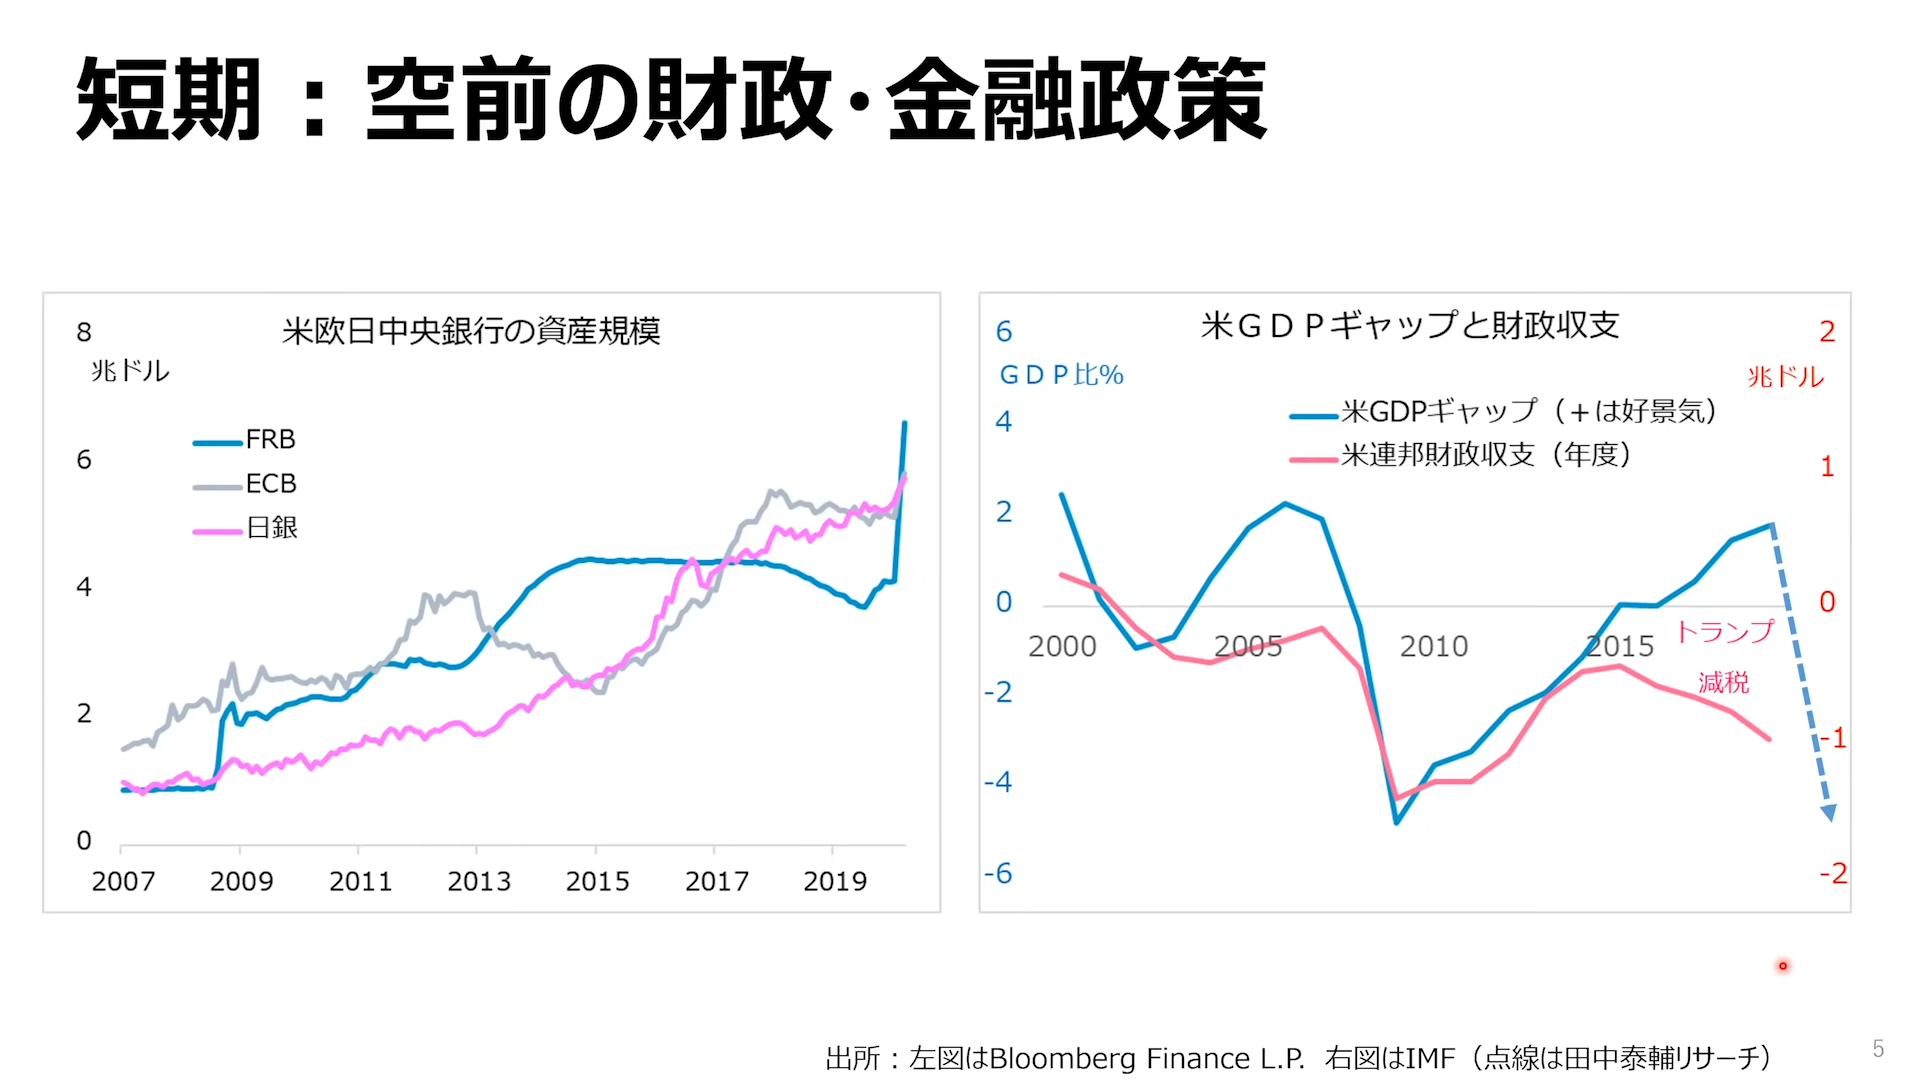 短期：空前の財政・金融政策
米欧日中央銀行の資産規模
8
兆ドル
6
4
2
0
FRB
ECB
日銀
2007 2009 2011 2013 2015 2017 2019
米ＧＤＰギャップと財政収支
6
ＧＤＰ比%
4
2
0
-2
-4
-6
2
兆ドル
1
0
-1
-2
米GDPギャップ（＋は好景気）
米連邦財政収支（年度）
2000 2005 2010 2015
トランプ
減税
出所：左図はBloomberg Finance L.P. 右図はIMF（点線は田中泰輔リサーチ）
5